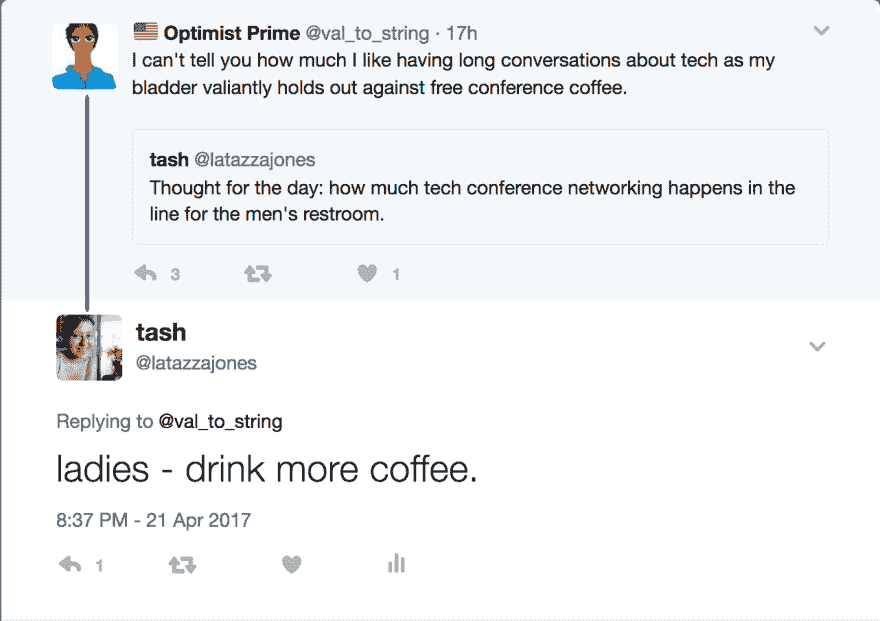 Optimist Prime @val_to_string · 17h
I can't tell you how much I like having long conversations about tech as my
bladder valiantly holds out against free conference coffee.
tash @latazzajones
Thought for the day: how much tech conference networking happens in the
line for the men's restroom.
3 1
tash
@latazzajones
Replying to @val_to_string
ladies - drink more coffee.
8:37 PM - 21 Apr 2017
1